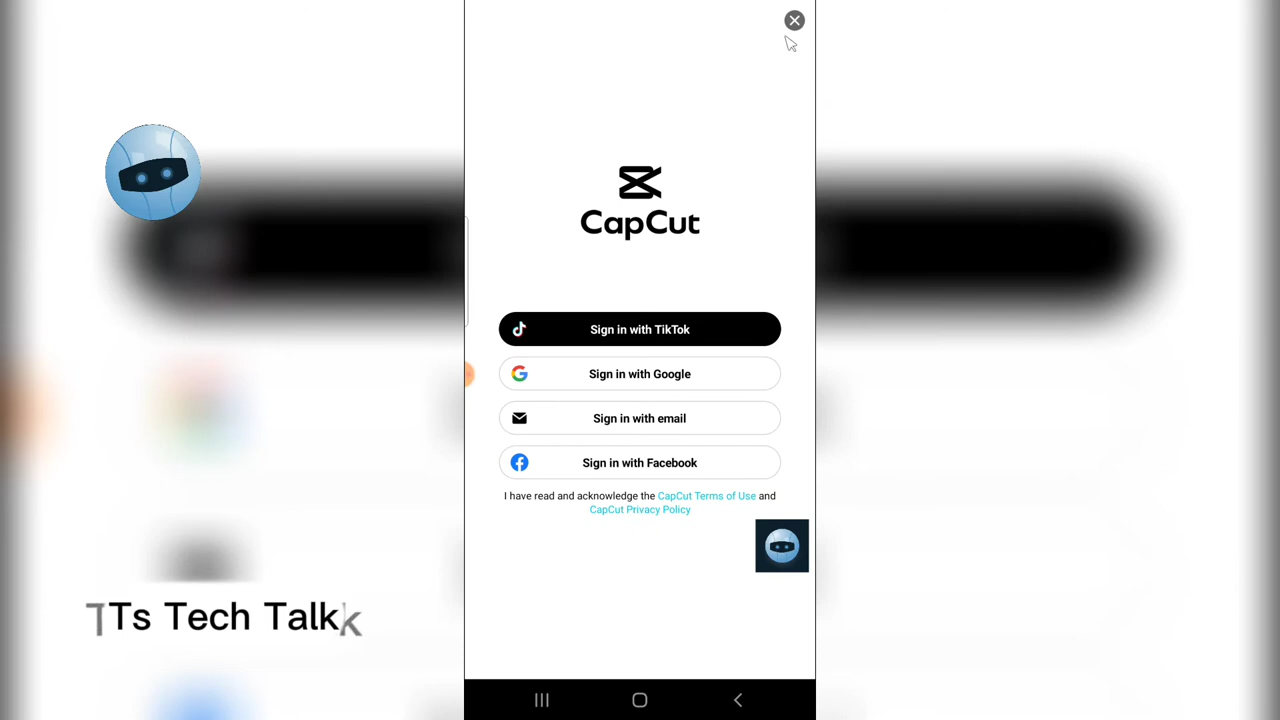 CapCut
Sign in with TikTok
Sign in with Google
Sign in with email
Sign in with Facebook
I have read and acknowledge the CapCut Terms of Use and
CapCut Privacy Policy
TTs Tech Talk